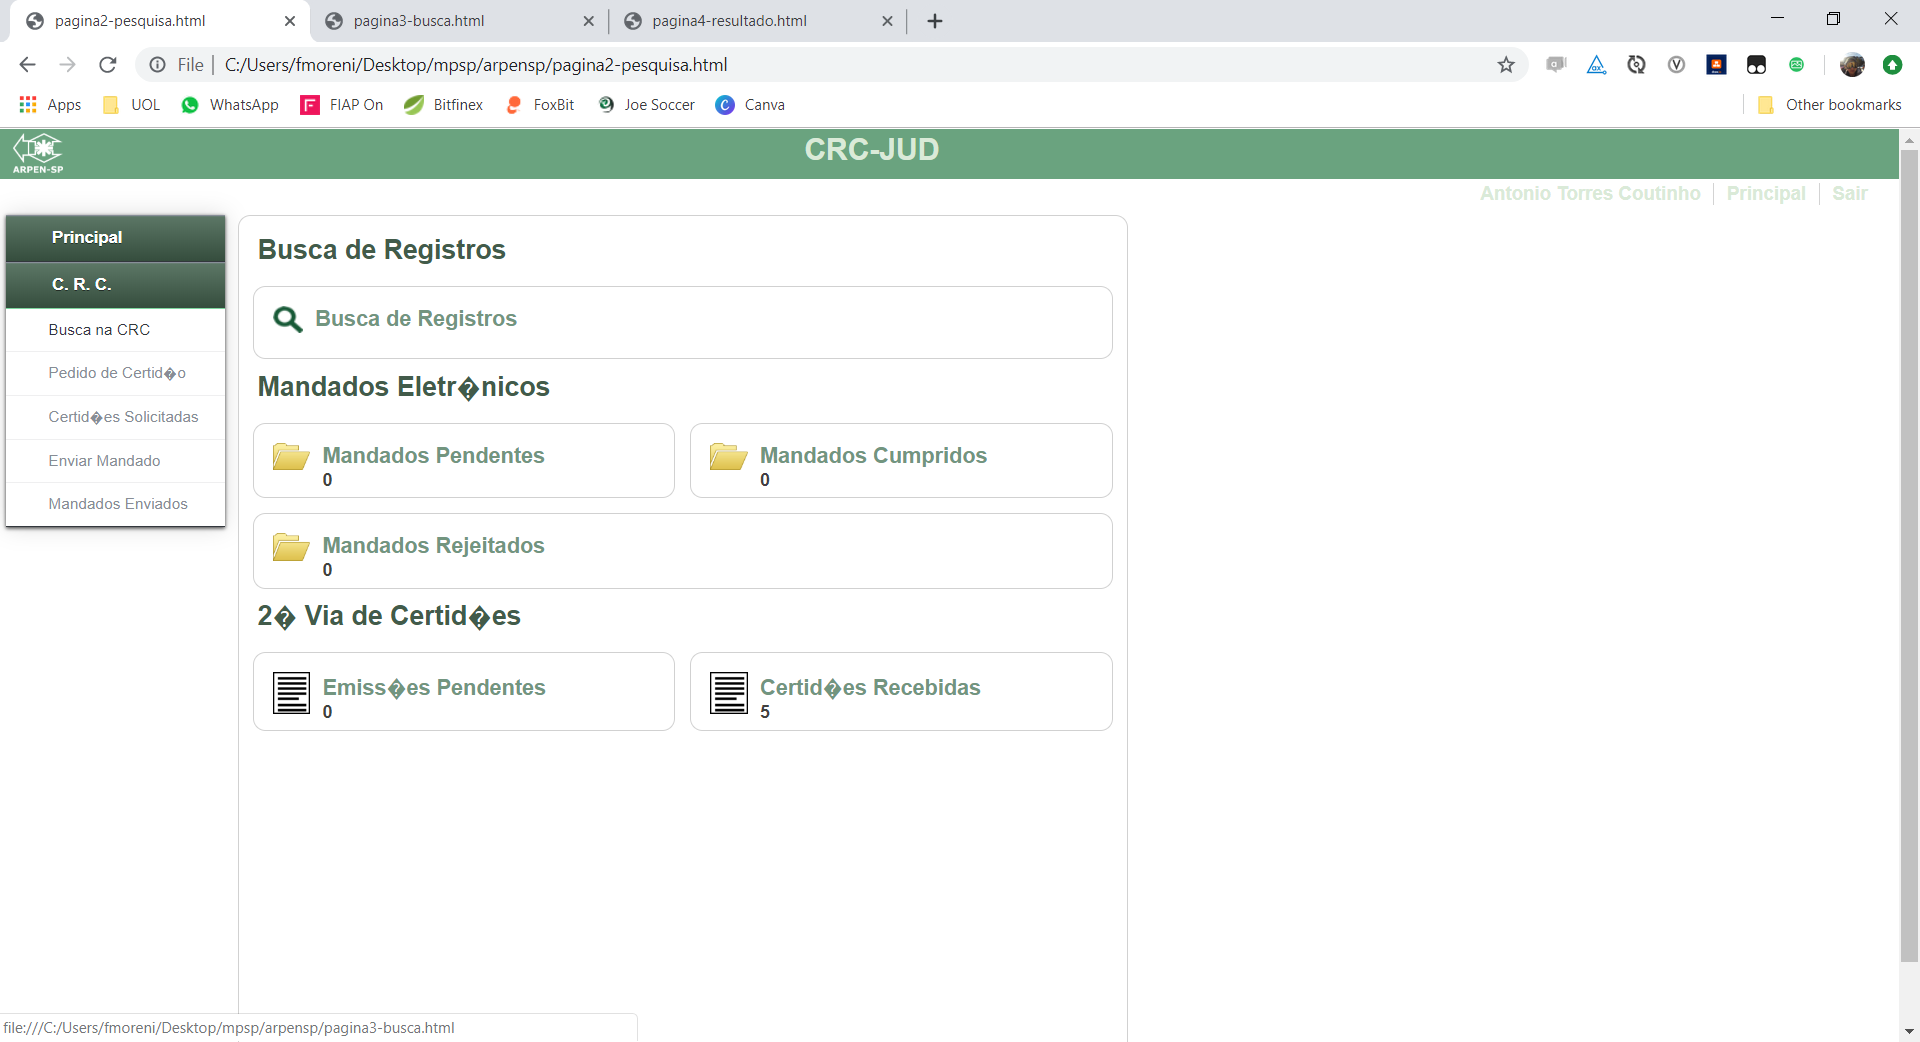 pagina2-pesquisa.html
pagina3-busca.html
pagina4-resultado.html
File
C:/Users/fmoreni/Desktop/mpsp/arpensp/pagina2-pesquisa.html
Apps
UOL
WhatsApp
FIAP On
Bitfinex
FoxBit
Joe Soccer
Canva
Other bookmarks
ARPEN-SP
CRC-JUD
Antonio Torres Coutinho
Principal
Sair
Principal
C. R. C.
Busca na CRC
Pedido de Certid�o
Certid�es Solicitadas
Enviar Mandado
Mandados Enviados
Busca de Registros
Busca de Registros
Mandados Eletr�nicos
Mandados Pendentes
0
Mandados Cumpridos
0
Mandados Rejeitados
0
2� Via de Certid�es
Emiss�es Pendentes
0
Certid�es Recebidas
5
file:///C:/Users/fmoreni/Desktop/mpsp/arpensp/pagina3-busca.html